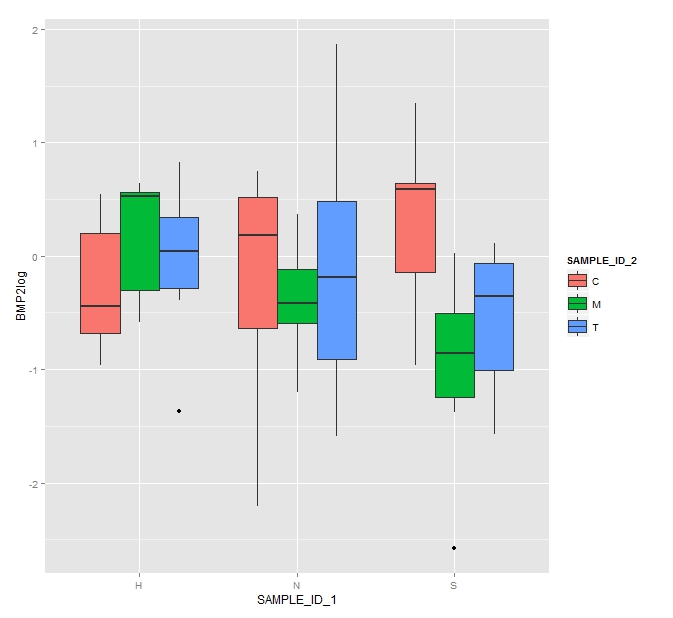 2
1
0
-1
-2
BMP2log
H N S
SAMPLE_ID_1
SAMPLE_ID_2
C
M
T